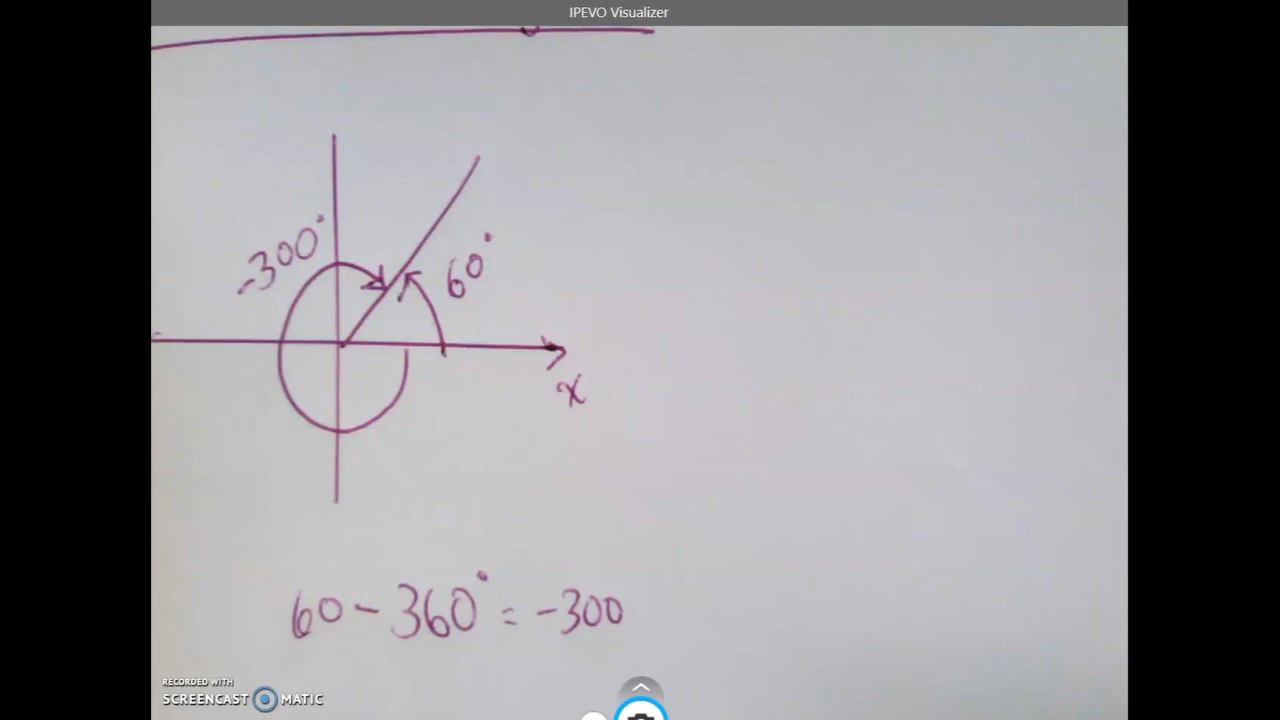 IPEVO Visualizer
-300°
60°
x
60 - 360° = -300
RECORDED WITH
SCREENCAST MATIC